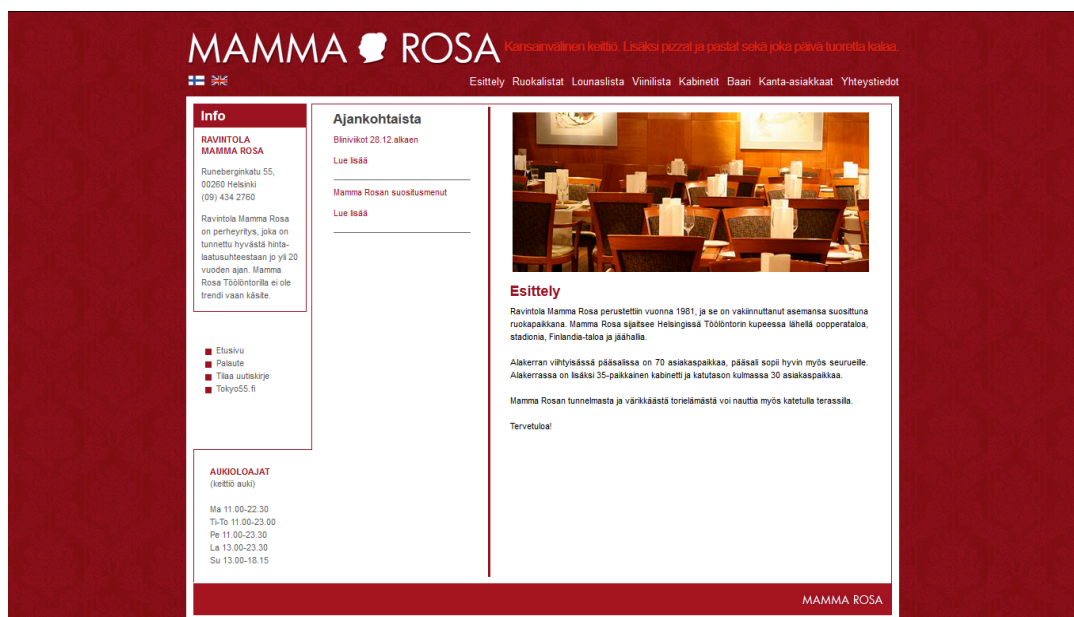 MAMMA ROSA
Kansainvälinen keittiö. Lisäksi pizzat ja pastat sekä joka päivä tuoretta kalaa.
Esittely Ruokalistat Lounaslista Viinilista Kabinetit Baari Kanta-asiakkaat Yhteystiedot
Info
RAVINTOLA
MAMMA ROSA
Runeberginkatu 55,
00260 Helsinki
(09) 434 2760
Ravintola Mamma Rosa
on perheyritys, joka on
tunnettu hyvästä hinta-
laatusuhteestaan jo yli 20
vuoden ajan. Mamma
Rosa Töölöntorilla ei ole
trendi vaan käsite.
Etusivu
Palaute
Tilaa uutiskirje
Tokyo55.fi
AUKIOLOAJAT
(keittiö auki)
Ma 11.00-22.30
Ti-To 11.00-23.00
Pe 11.00-23.30
La 13.00-23.30
Su 13.00-18.15
Ajankohtaista
Bliniviikot 28.12.alkaen
Lue lisää
Mamma Rosan suositusmenut
Lue lisää
Esittely
Ravintola Mamma Rosa perustettiin vuonna 1981, ja se on vakiinnuttanut asemansa suosittuna
ruokapaikkana. Mamma Rosa sijaitsee Helsingissä Töölöntorin kupeessa lähellä oopperataloa,
stadionia, Finlandia-taloa ja jäähallia.
Alakerran viihtyisässä pääsalissa on 70 asiakaspaikkaa, pääsali sopii hyvin myös seurueille.
Alakerrassa on lisäksi 35-paikkainen kabinetti ja katutason kulmassa 30 asiakaspaikkaa.
Mamma Rosan tunnelmasta ja värikkäästä torielämästä voi nauttia myös katetulla terassilla.
Tervetuloa!
MAMMA ROSA